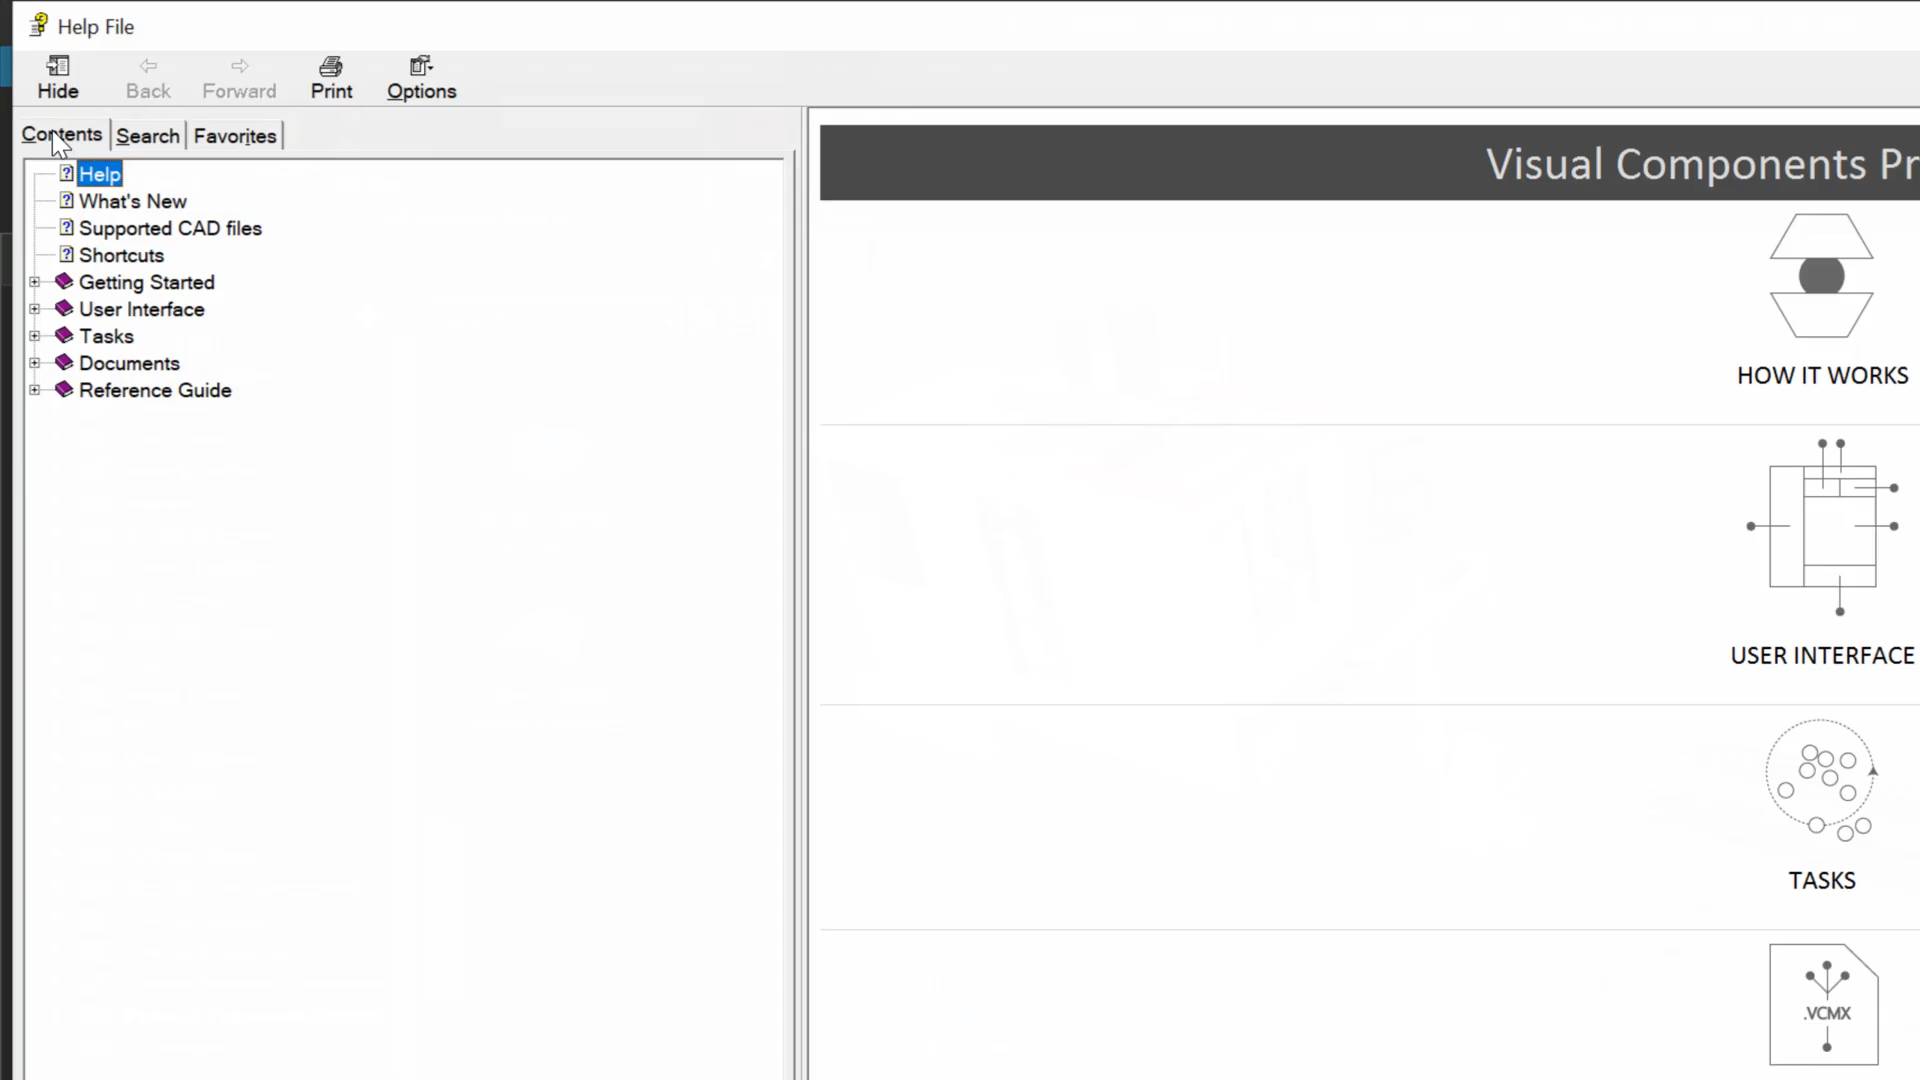 Help File
Hide Back Forward Print Options
Contents Search Favorites
Help
What's New
Supported CAD files
Shortcuts
Getting Started
User Interface
Tasks
Documents
Reference Guide
Visual Components Pr
HOW IT WORKS
USER INTERFACE
TASKS
.VCMX